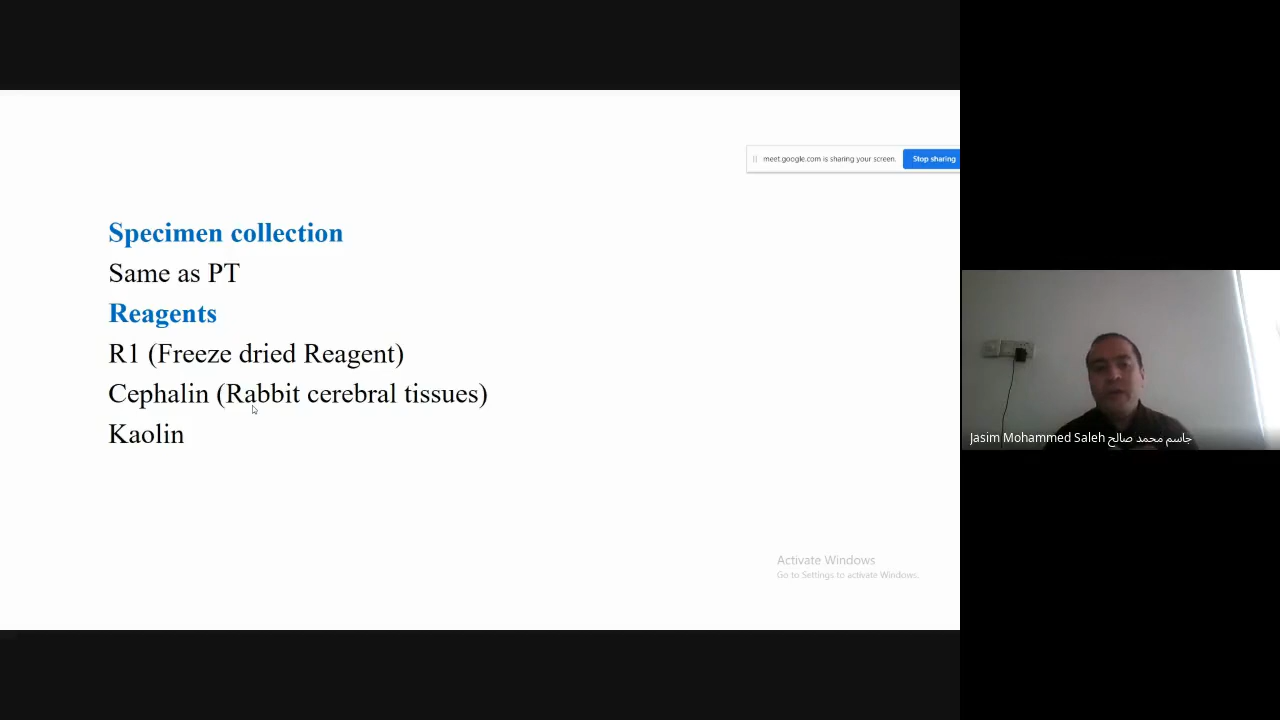 meet.google.com is sharing your screen.
Stop sharing
Specimen collection
Same as PT
Reagents
R1 (Freeze dried Reagent)
Cephalin (Rabbit cerebral tissues)
Kaolin
Jasim Mohammed Saleh جاسم محمد صالح
Activate Windows
Go to Settings to activate Windows.